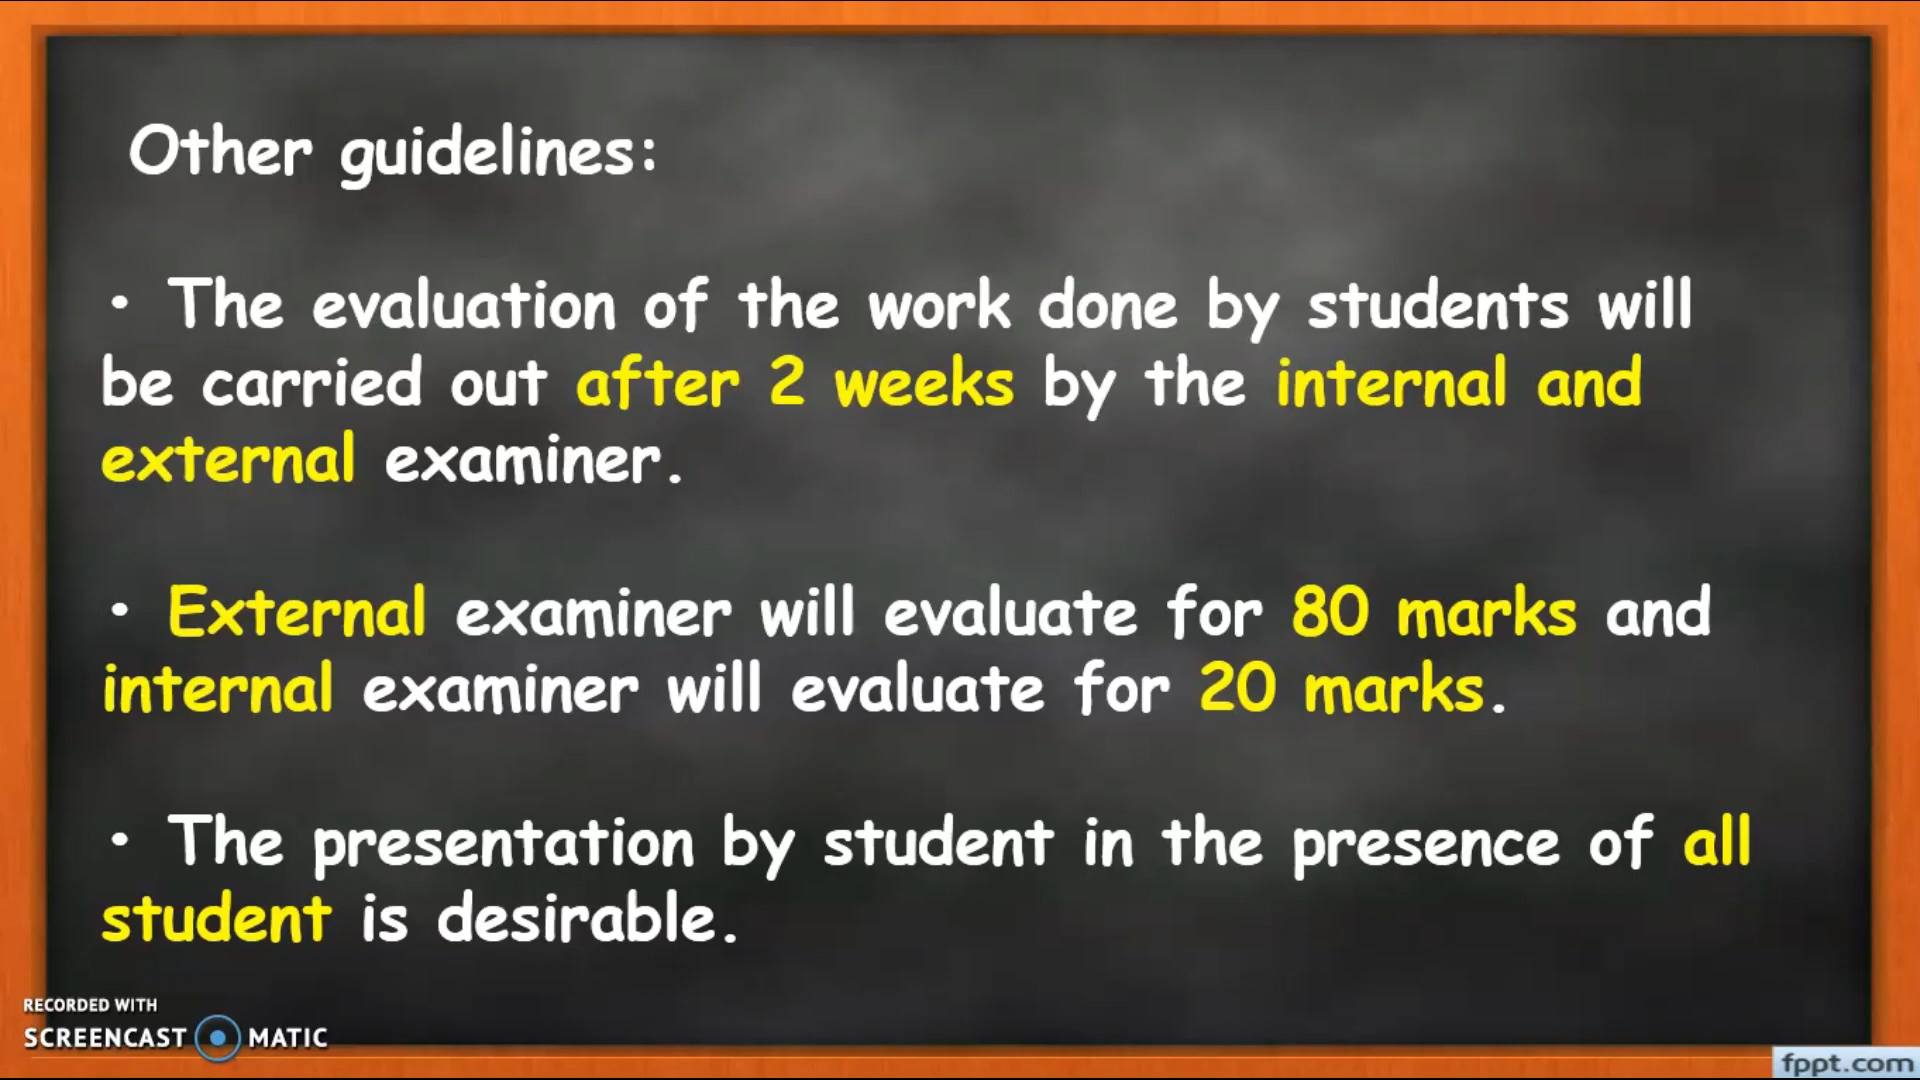 Other guidelines:
• The evaluation of the work done by students will
be carried out after 2 weeks by the internal and
external examiner.
• External examiner will evaluate for 80 marks and
internal examiner will evaluate for 20 marks.
• The presentation by student in the presence of all
student is desirable.
RECORDED WITH
SCREENCAST MATIC
fppt.com